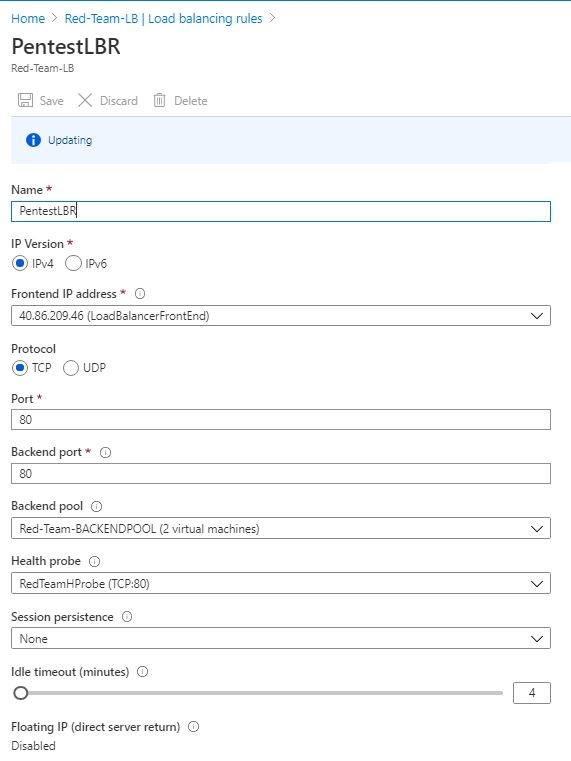 Home > Red-Team-LB | Load balancing rules >
PentestLBR
Red-Team-LB
Save Discard Delete
Updating
Name *
PentestLBR
IP Version *
IPv4 IPv6
Frontend IP address *
40.86.209.46 (LoadBalancerFrontEnd)
Protocol
TCP UDP
Port *
80
Backend port *
80
Backend pool
Red-Team-BACKENDPOOL (2 virtual machines)
Health probe
RedTeamHProbe (TCP:80)
Session persistence
None
Idle timeout (minutes)
4
Floating IP (direct server return)
Disabled